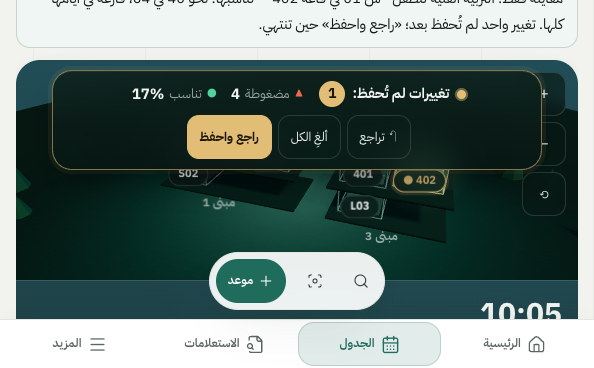 كلها. تغيير واحد لم تُحفظ بعد؛ «راجع واحفظ» حين تنتهي.
تغييرات لم تُحفظ: 1 مضغوطة 4 تناسب 17%
تراجع ألغِ الكل راجع واحفظ
+
−
S02
401
402
L03
مبنى 1
مبنى 3
موعد
10:05
الرئيسية الجدول الاستعلامات المزيد